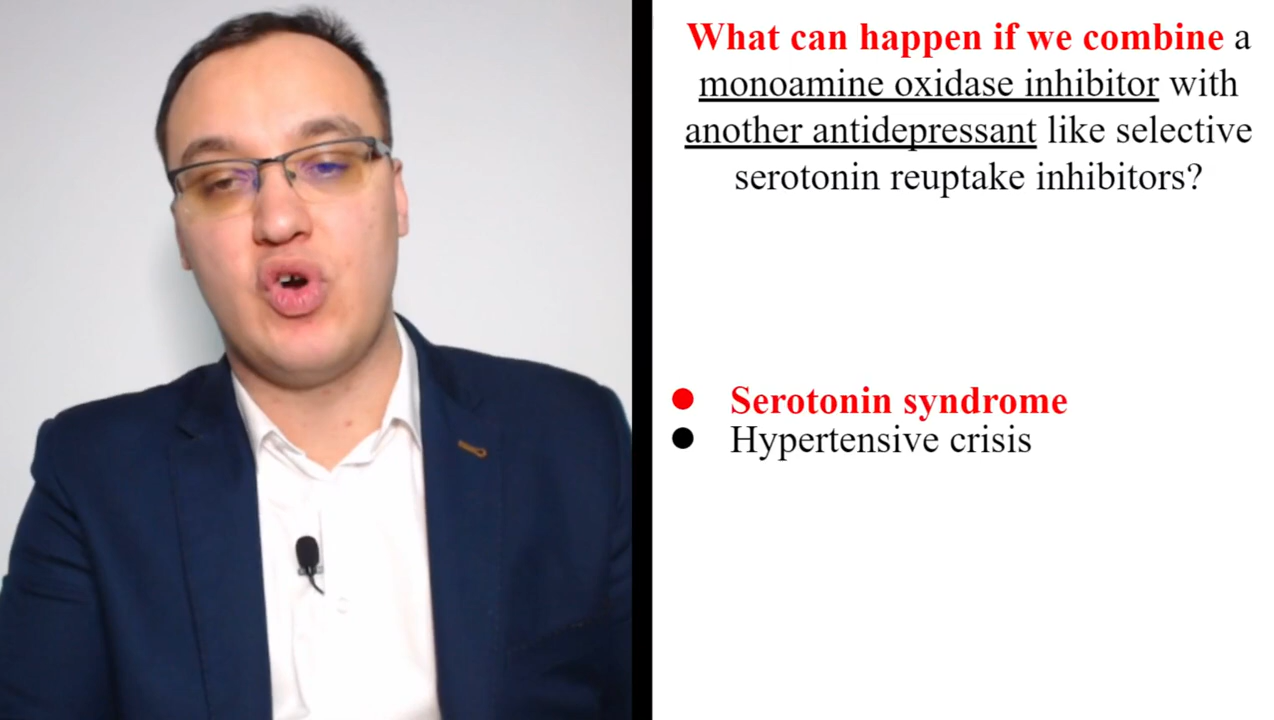 What can happen if we combine a
monoamine oxidase inhibitor with
another antidepressant like selective
serotonin reuptake inhibitors?
● Serotonin syndrome
● Hypertensive crisis